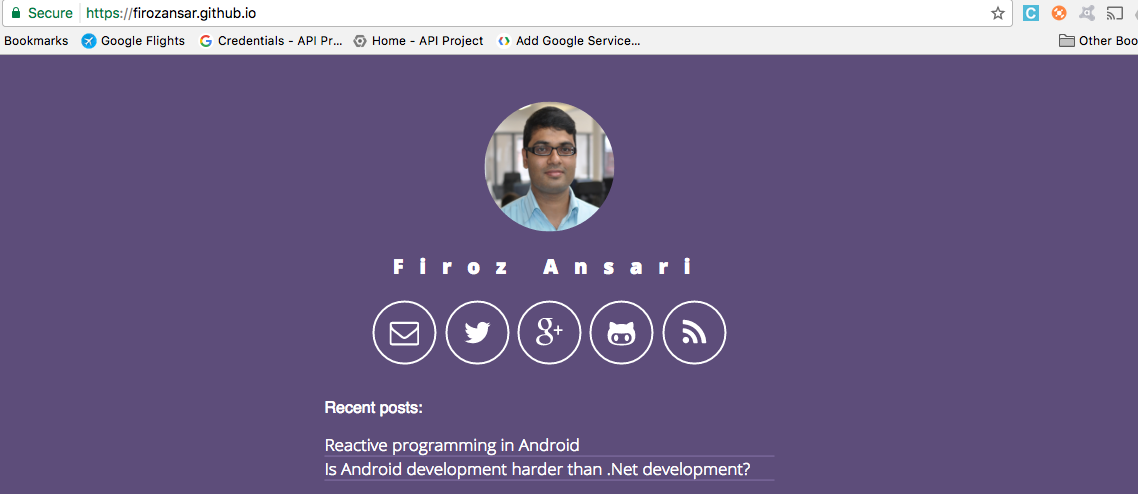 Secure https://firozansar.github.io
Bookmarks Google Flights Credentials - API Pr... Home - API Project Add Google Service... Other Boo
Firoz Ansari
Recent posts:
Reactive programming in Android
Is Android development harder than .Net development?